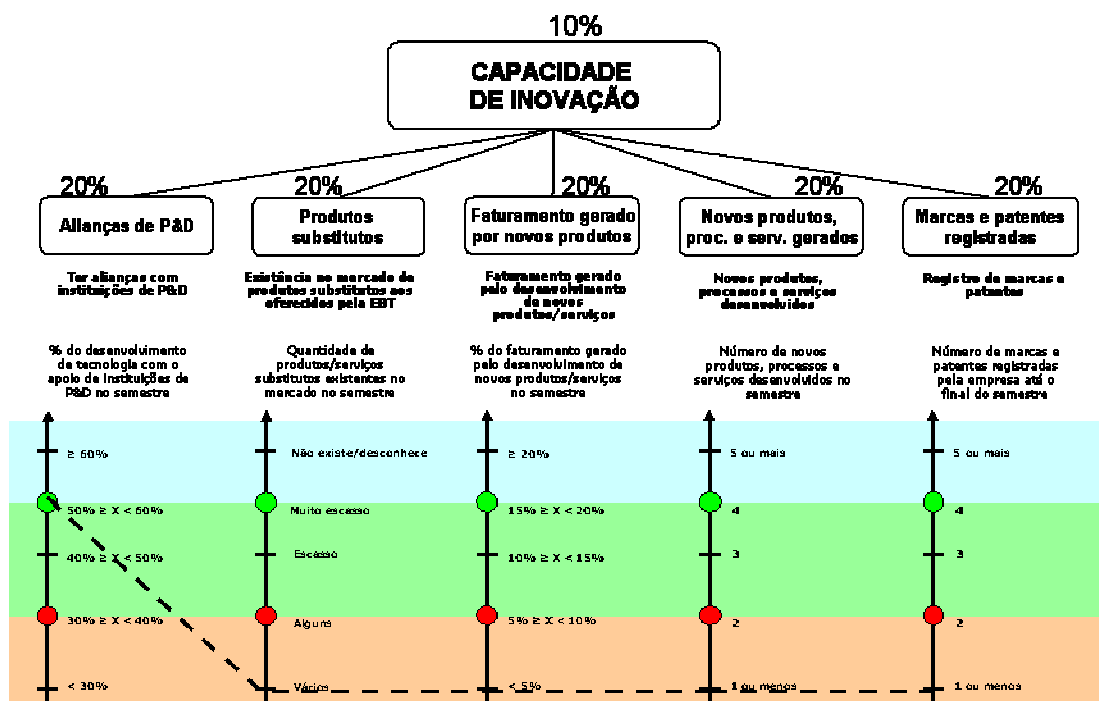 10%
CAPACIDADE
DE INOVAÇÃO
20%
20%
20%
20%
20%
Alianças de P&D
Produtos
substitutos
Faturamento gerado
por novos produtos
Novos produtos,
proc. e serv. gerados
Marcas e patentes
registradas
Ter alianças com
instituições de P&D
Existência no mercado de
produtos substitutos aos
oferecidos pela EBT
Faturamento gerado
pelo desenvolvimento
de novos
produtos/serviços
Novos produtos,
processos e serviços
desenvolvidos
Registro de marcas e
patentes
% do desenvolvimento
de tecnologia com o
apoio de instituições de
P&D no semestre
Quantidade de
produtos/serviços
substitutos existentes no
mercado no semestre
% do faturamento gerado
pelo desenvolvimento de
novos produtos/serviços
no semestre
Número de novos
produtos, processos e
serviços desenvolvidos no
semestre
Número de marcas e
patentes registradas
pela empresa até o
final do semestre
≥ 60%
Não existe/desconhece
≥ 20%
5 ou mais
5 ou mais
50% ≥ X < 60%
Muito escasso
15% ≥ X < 20%
4
4
40% ≥ X < 50%
Escasso
10% ≥ X < 15%
3
3
30% ≥ X < 40%
Alguns
5% ≥ X < 10%
2
2
< 30%
Vários
< 5%
1 ou menos
1 ou menos